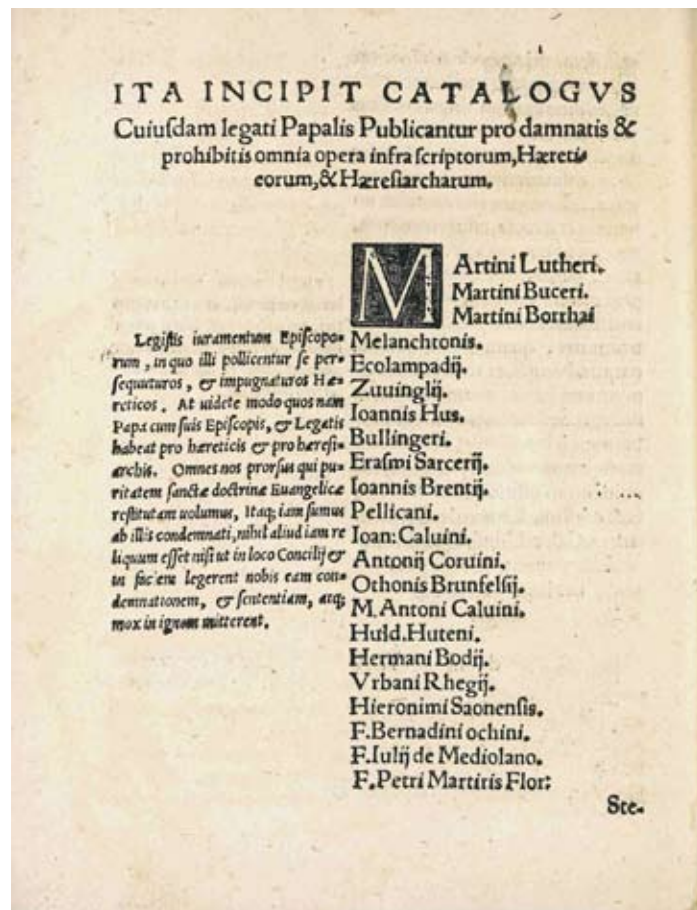 ITA INCIPIT CATALOGVS
Cuiuſdam legati Papalis Publicantur pro damnatis &
prohibitis omnia opera infra ſcriptorum, Hæreti-
corum, & Hæreſiarcharum.
MArtini Lutheri.
Martini Buceri.
Martini Borrhai
Melanchtonis.
Ecolampadij.
Zuuinglij.
Ioannis Hus.
Bullingeri.
Eraſmi Sarcerij.
Ioannis Brentij.
Pellicani.
Ioan: Caluini.
Antonij Coruini.
Othonis Brunfelſij.
M. Antoni Caluini.
Huld. Huteni.
Hermani Bodij.
Vrbani Rhegij.
Hieronimi Saonenſis.
F. Bernadini ochini.
F. Iulij de Mediolano.
F. Petri Martiris Flor:
Legiſtis iuramentum Epiſcopo-
rum, in quo illi pollicentur ſe per-
ſequuturos, & impugnaturos Hæ-
reticos. At uidete modo quos nam
Papa cum ſuis Epiſcopis, & Legatis
habeat pro hæreticis & pro hæreſi-
archis. Omnes nos prorſus qui pu-
ritatem ſanctæ doctrinæ Euangelicæ
reſtitutam uolumus, Itaq; iam ſumus
ab illis condemnati, nihil aliud iam re
liquum eſſet niſi ut in loco Concilij &
in faciem legerent nobis eam con-
demnationem, & ſententiam, atq;
mox in ignem mitterent.
Ste-